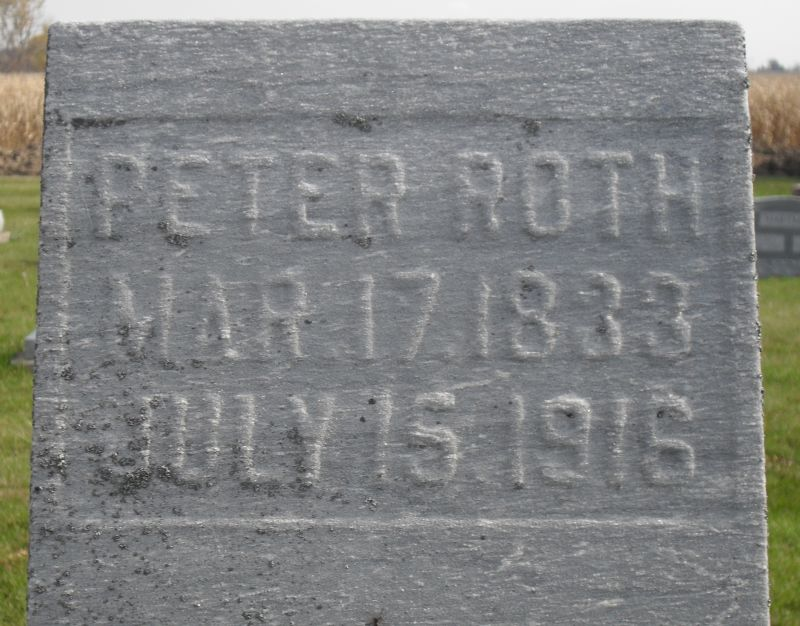 PETER ROTH
MAR. 17, 1833
JULY 15, 1916